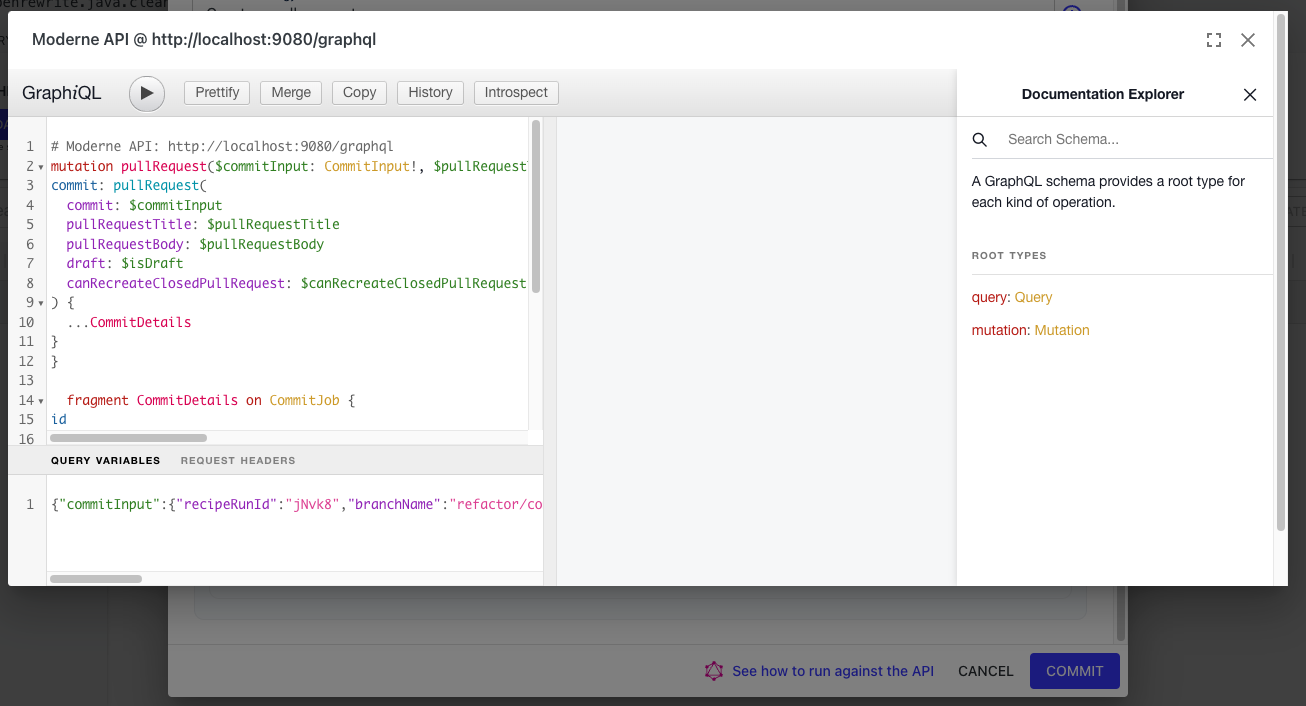 Moderne API @ http://localhost:9080/graphql
GraphiQL
Prettify
Merge
Copy
History
Introspect
Documentation Explorer
Search Schema...
A GraphQL schema provides a root type for
each kind of operation.
ROOT TYPES
query: Query
mutation: Mutation
1 # Moderne API: http://localhost:9080/graphql
2 mutation pullRequest($commitInput: CommitInput!, $pullRequest
3 commit: pullRequest(
4 commit: $commitInput
5 pullRequestTitle: $pullRequestTitle
6 pullRequestBody: $pullRequestBody
7 draft: $isDraft
8 canRecreateClosedPullRequest: $canRecreateClosedPullRequest
9 ) {
10 ...CommitDetails
11 }
12 }
13
14 fragment CommitDetails on CommitJob {
15 id
16
QUERY VARIABLES
REQUEST HEADERS
1 {"commitInput":{"recipeRunId":"jNvk8","branchName":"refactor/co
See how to run against the API
CANCEL
COMMIT